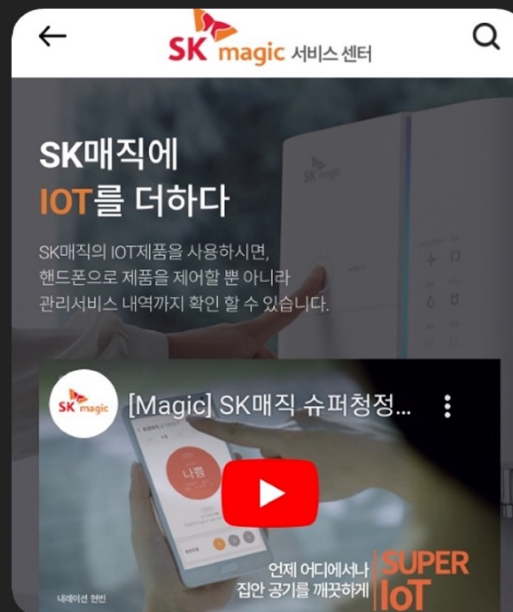 SK magic 서비스 센터
SK매직에
IOT를 더하다
SK매직의 IOT제품을 사용하시면,
핸드폰으로 제품을 제어할 뿐 아니라
관리서비스 내역까지 확인 할 수 있습니다.
SK magic
[Magic] SK매직 슈퍼청정...
나쁨
언제 어디에서나
집안 공기를 깨끗하게
SUPER
IoT
내레이션 현빈